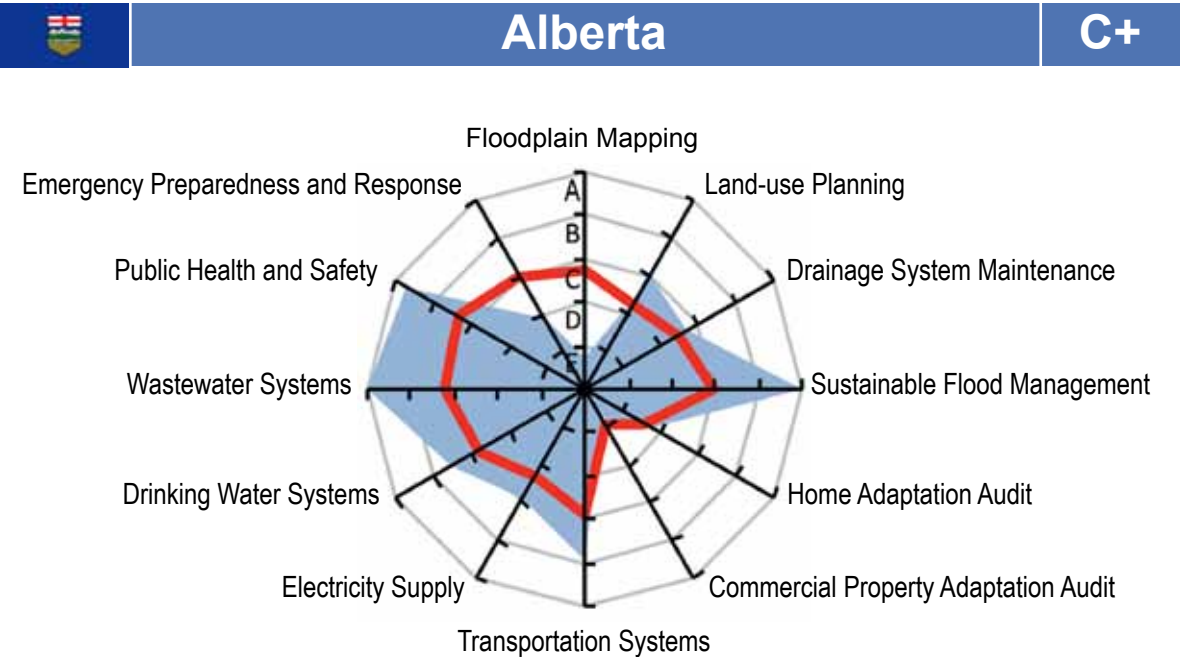 Alberta
C+
Floodplain Mapping
Emergency Preparedness and Response
Land-use Planning
A
B
Public Health and Safety
Drainage System Maintenance
C
D
E
Wastewater Systems
Sustainable Flood Management
Drinking Water Systems
Home Adaptation Audit
Electricity Supply
Commercial Property Adaptation Audit
Transportation Systems